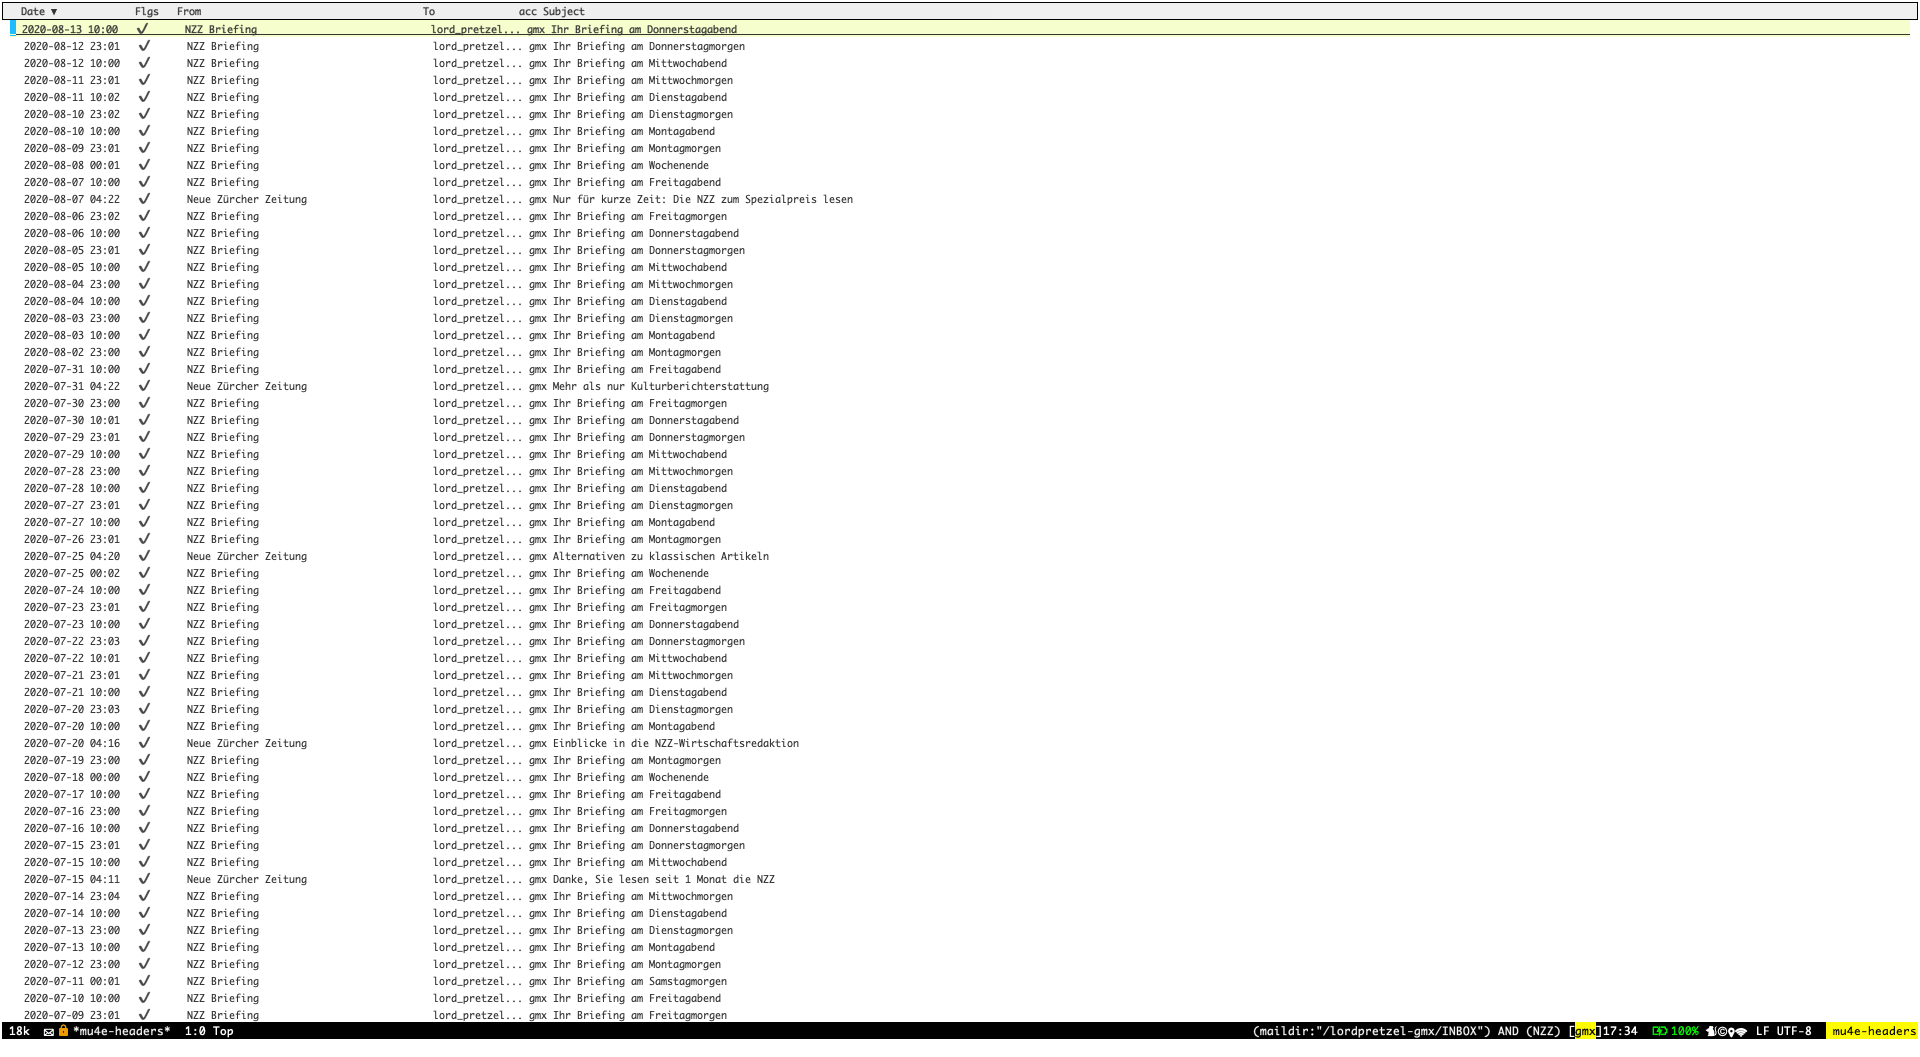 Date ▼ Flgs From To acc Subject
2020-08-13 10:00 ✓ NZZ Briefing lord_pretzel... gmx Ihr Briefing am Donnerstagabend
2020-08-12 23:01 ✓ NZZ Briefing lord_pretzel... gmx Ihr Briefing am Donnerstagmorgen
2020-08-12 10:00 ✓ NZZ Briefing lord_pretzel... gmx Ihr Briefing am Mittwochabend
2020-08-11 23:01 ✓ NZZ Briefing lord_pretzel... gmx Ihr Briefing am Mittwochmorgen
2020-08-11 10:02 ✓ NZZ Briefing lord_pretzel... gmx Ihr Briefing am Dienstagabend
2020-08-10 23:02 ✓ NZZ Briefing lord_pretzel... gmx Ihr Briefing am Dienstagmorgen
2020-08-10 10:00 ✓ NZZ Briefing lord_pretzel... gmx Ihr Briefing am Montagabend
2020-08-09 23:01 ✓ NZZ Briefing lord_pretzel... gmx Ihr Briefing am Montagmorgen
2020-08-08 00:01 ✓ NZZ Briefing lord_pretzel... gmx Ihr Briefing am Wochenende
2020-08-07 10:00 ✓ NZZ Briefing lord_pretzel... gmx Ihr Briefing am Freitagabend
2020-08-07 04:22 ✓ Neue Zürcher Zeitung lord_pretzel... gmx Nur für kurze Zeit: Die NZZ zum Spezialpreis lesen
2020-08-06 23:02 ✓ NZZ Briefing lord_pretzel... gmx Ihr Briefing am Freitagmorgen
2020-08-06 10:00 ✓ NZZ Briefing lord_pretzel... gmx Ihr Briefing am Donnerstagabend
2020-08-05 23:01 ✓ NZZ Briefing lord_pretzel... gmx Ihr Briefing am Donnerstagmorgen
2020-08-05 10:00 ✓ NZZ Briefing lord_pretzel... gmx Ihr Briefing am Mittwochabend
2020-08-04 23:00 ✓ NZZ Briefing lord_pretzel... gmx Ihr Briefing am Mittwochmorgen
2020-08-04 10:00 ✓ NZZ Briefing lord_pretzel... gmx Ihr Briefing am Dienstagabend
2020-08-03 23:00 ✓ NZZ Briefing lord_pretzel... gmx Ihr Briefing am Dienstagmorgen
2020-08-03 10:00 ✓ NZZ Briefing lord_pretzel... gmx Ihr Briefing am Montagabend
2020-08-02 23:00 ✓ NZZ Briefing lord_pretzel... gmx Ihr Briefing am Montagmorgen
2020-07-31 10:00 ✓ NZZ Briefing lord_pretzel... gmx Ihr Briefing am Freitagabend
2020-07-31 04:22 ✓ Neue Zürcher Zeitung lord_pretzel... gmx Mehr als nur Kulturberichterstattung
2020-07-30 23:00 ✓ NZZ Briefing lord_pretzel... gmx Ihr Briefing am Freitagmorgen
2020-07-30 10:01 ✓ NZZ Briefing lord_pretzel... gmx Ihr Briefing am Donnerstagabend
2020-07-29 23:01 ✓ NZZ Briefing lord_pretzel... gmx Ihr Briefing am Donnerstagmorgen
2020-07-29 10:00 ✓ NZZ Briefing lord_pretzel... gmx Ihr Briefing am Mittwochabend
2020-07-28 23:00 ✓ NZZ Briefing lord_pretzel... gmx Ihr Briefing am Mittwochmorgen
2020-07-28 10:00 ✓ NZZ Briefing lord_pretzel... gmx Ihr Briefing am Dienstagabend
2020-07-27 23:01 ✓ NZZ Briefing lord_pretzel... gmx Ihr Briefing am Dienstagmorgen
2020-07-27 10:00 ✓ NZZ Briefing lord_pretzel... gmx Ihr Briefing am Montagabend
2020-07-26 23:01 ✓ NZZ Briefing lord_pretzel... gmx Ihr Briefing am Montagmorgen
2020-07-25 04:20 ✓ Neue Zürcher Zeitung lord_pretzel... gmx Alternativen zu klassischen Artikeln
2020-07-25 00:02 ✓ NZZ Briefing lord_pretzel... gmx Ihr Briefing am Wochenende
2020-07-24 10:00 ✓ NZZ Briefing lord_pretzel... gmx Ihr Briefing am Freitagabend
2020-07-23 23:01 ✓ NZZ Briefing lord_pretzel... gmx Ihr Briefing am Freitagmorgen
2020-07-23 10:00 ✓ NZZ Briefing lord_pretzel... gmx Ihr Briefing am Donnerstagabend
2020-07-22 23:03 ✓ NZZ Briefing lord_pretzel... gmx Ihr Briefing am Donnerstagmorgen
2020-07-22 10:01 ✓ NZZ Briefing lord_pretzel... gmx Ihr Briefing am Mittwochabend
2020-07-21 23:01 ✓ NZZ Briefing lord_pretzel... gmx Ihr Briefing am Mittwochmorgen
2020-07-21 10:00 ✓ NZZ Briefing lord_pretzel... gmx Ihr Briefing am Dienstagabend
2020-07-20 23:03 ✓ NZZ Briefing lord_pretzel... gmx Ihr Briefing am Dienstagmorgen
2020-07-20 10:00 ✓ NZZ Briefing lord_pretzel... gmx Ihr Briefing am Montagabend
2020-07-20 04:16 ✓ Neue Zürcher Zeitung lord_pretzel... gmx Einblicke in die NZZ-Wirtschaftsredaktion
2020-07-19 23:00 ✓ NZZ Briefing lord_pretzel... gmx Ihr Briefing am Montagmorgen
2020-07-18 00:00 ✓ NZZ Briefing lord_pretzel... gmx Ihr Briefing am Wochenende
2020-07-17 10:00 ✓ NZZ Briefing lord_pretzel... gmx Ihr Briefing am Freitagabend
2020-07-16 23:00 ✓ NZZ Briefing lord_pretzel... gmx Ihr Briefing am Freitagmorgen
2020-07-16 10:00 ✓ NZZ Briefing lord_pretzel... gmx Ihr Briefing am Donnerstagabend
2020-07-15 23:01 ✓ NZZ Briefing lord_pretzel... gmx Ihr Briefing am Donnerstagmorgen
2020-07-15 10:00 ✓ NZZ Briefing lord_pretzel... gmx Ihr Briefing am Mittwochabend
2020-07-15 04:11 ✓ Neue Zürcher Zeitung lord_pretzel... gmx Danke, Sie lesen seit 1 Monat die NZZ
2020-07-14 23:04 ✓ NZZ Briefing lord_pretzel... gmx Ihr Briefing am Mittwochmorgen
2020-07-14 10:00 ✓ NZZ Briefing lord_pretzel... gmx Ihr Briefing am Dienstagabend
2020-07-13 23:00 ✓ NZZ Briefing lord_pretzel... gmx Ihr Briefing am Dienstagmorgen
2020-07-13 10:00 ✓ NZZ Briefing lord_pretzel... gmx Ihr Briefing am Montagabend
2020-07-12 23:00 ✓ NZZ Briefing lord_pretzel... gmx Ihr Briefing am Montagmorgen
2020-07-11 00:01 ✓ NZZ Briefing lord_pretzel... gmx Ihr Briefing am Samstagmorgen
2020-07-10 10:00 ✓ NZZ Briefing lord_pretzel... gmx Ihr Briefing am Freitagabend
2020-07-09 23:01 ✓ NZZ Briefing lord_pretzel... gmx Ihr Briefing am Freitagmorgen
18k *mu4e-headers* 1:0 Top (maildir:"/lordpretzel-gmx/INBOX") AND (NZZ) [gmx]17:34 100% LF UTF-8 mu4e-headers